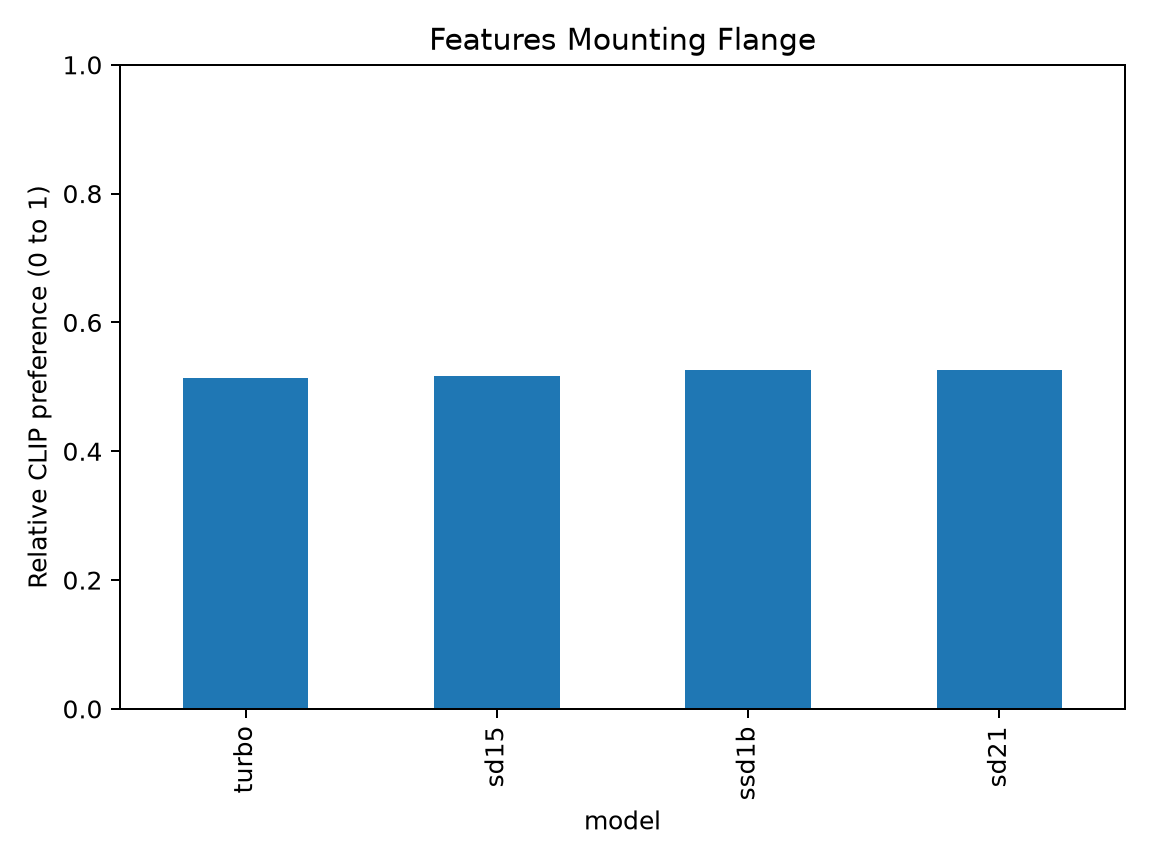 Features Mounting Flange
Relative CLIP preference (0 to 1)
1.0
0.8
0.6
0.4
0.2
0.0
turbo
sd15
ssd1b
sd21
model